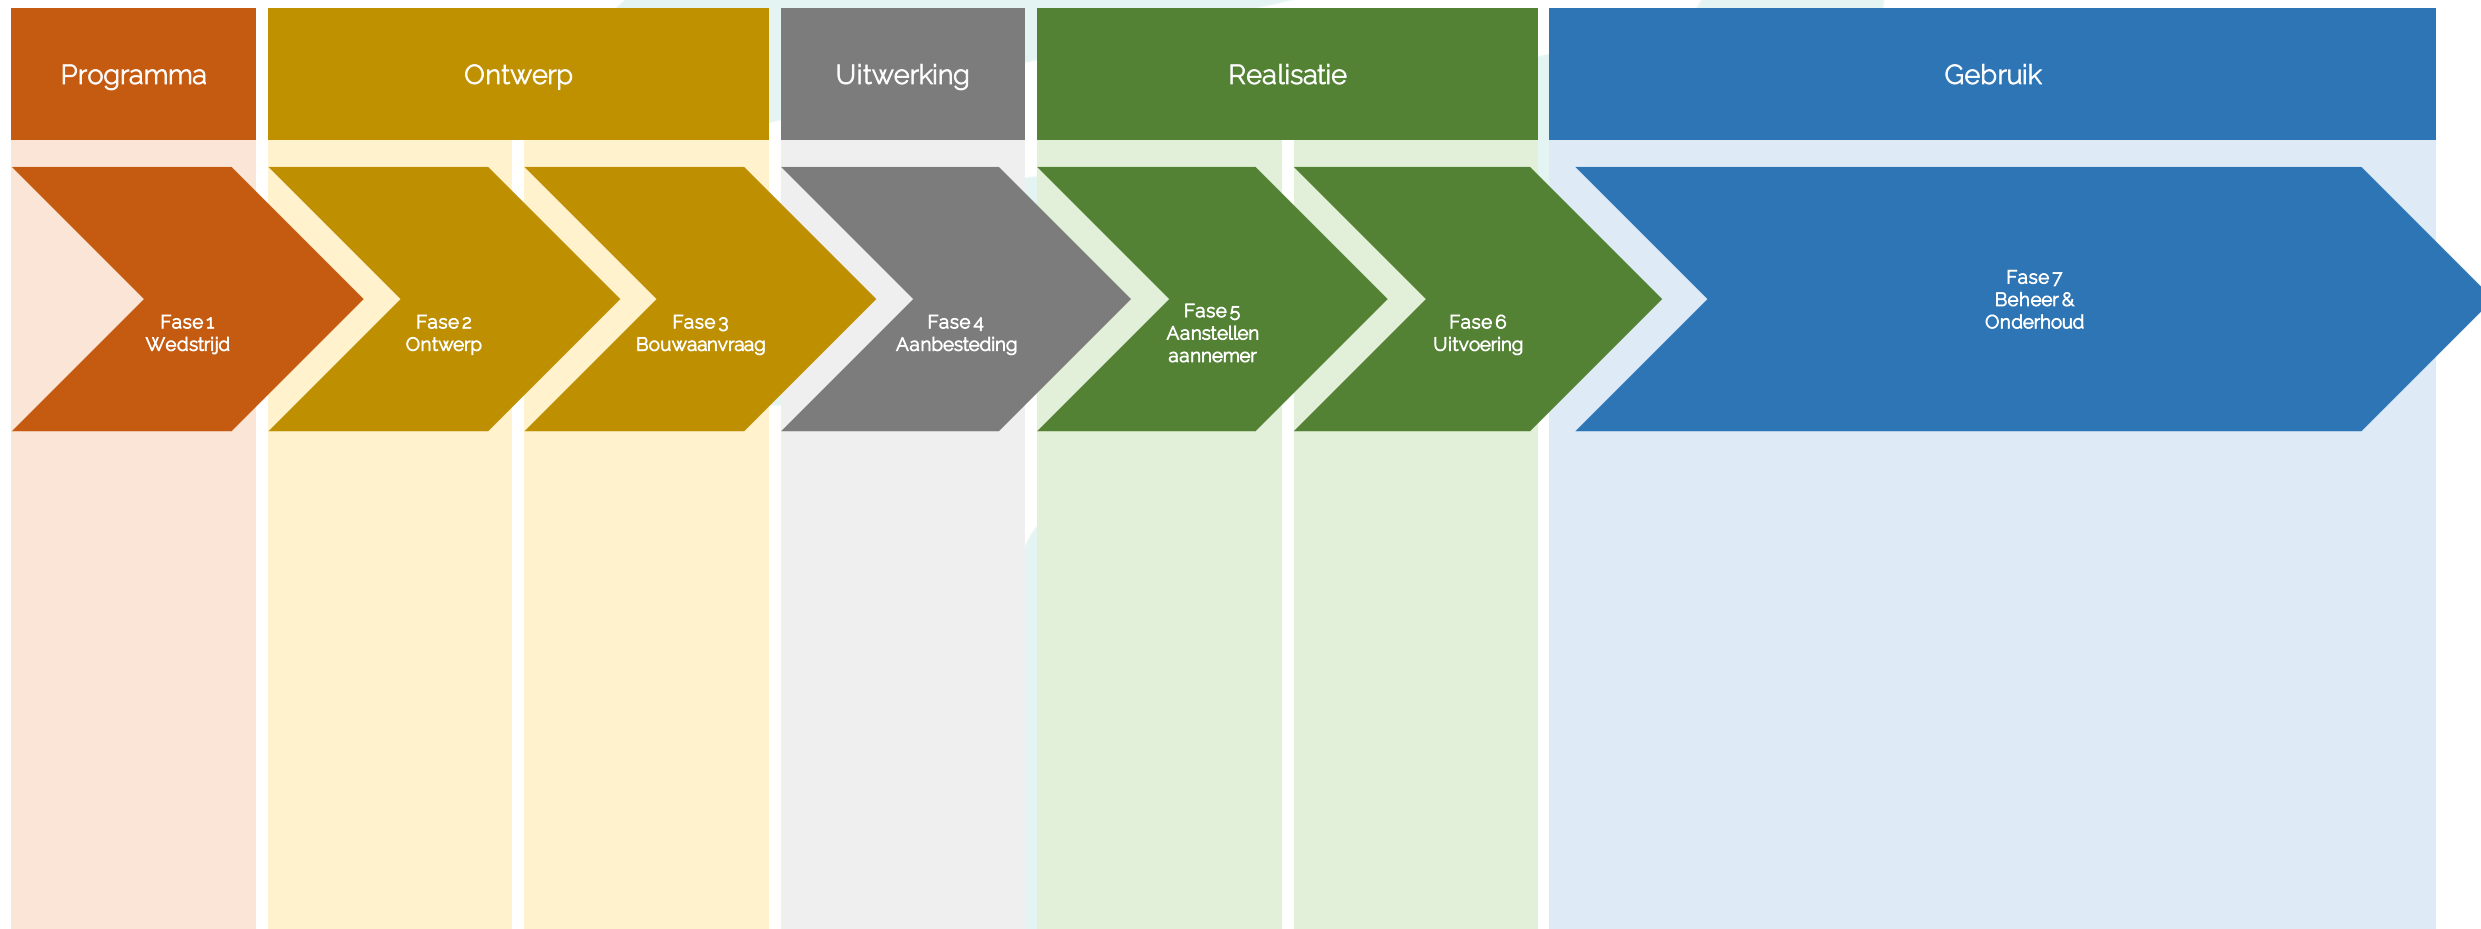 Programma
Ontwerp
Uitwerking
Realisatie
Gebruik
Fase 1
Wedstrijd
Fase 2
Ontwerp
Fase 3
Bouwaanvraag
Fase 4
Aanbesteding
Fase 5
Aanstellen
aannemer
Fase 6
Uitvoering
Fase 7
Beheer &
Onderhoud